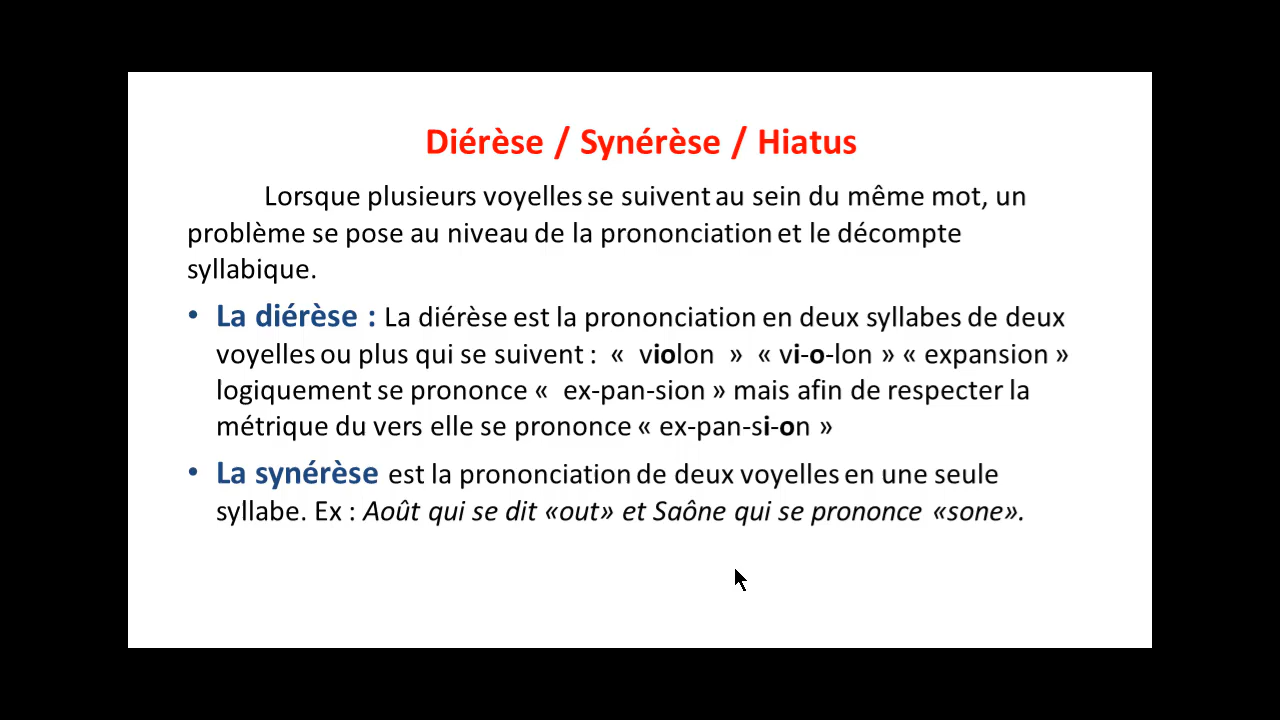 Diérèse / Synérèse / Hiatus
Lorsque plusieurs voyelles se suivent au sein du même mot, un
problème se pose au niveau de la prononciation et le décompte
syllabique.
• La diérèse : La diérèse est la prononciation en deux syllabes de deux
voyelles ou plus qui se suivent : « violon » « vi-o-lon » « expansion »
logiquement se prononce « ex-pan-sion » mais afin de respecter la
métrique du vers elle se prononce « ex-pan-si-on »
• La synérèse est la prononciation de deux voyelles en une seule
syllabe. Ex : Août qui se dit «out» et Saône qui se prononce «sone».